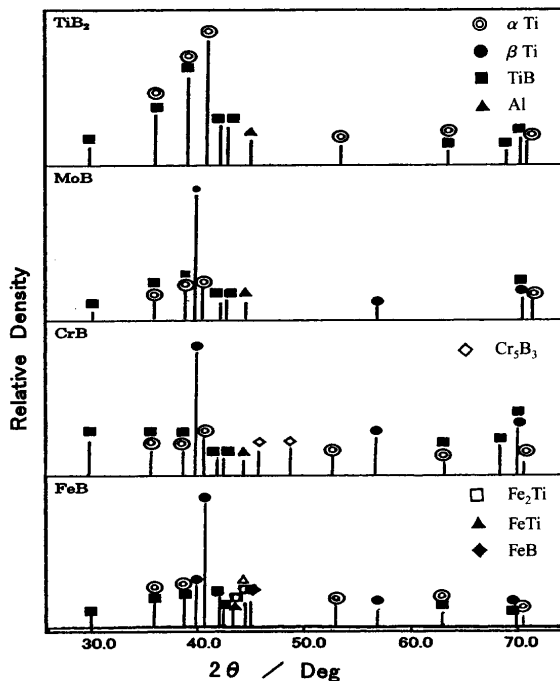 TiB₂
α Ti
β Ti
TiB
Al
MoB
CrB
Cr₅B₃
FeB
Fe₂Ti
FeTi
FeB
Relative Density
30.0 40.0 50.0 60.0 70.0
2θ / Deg